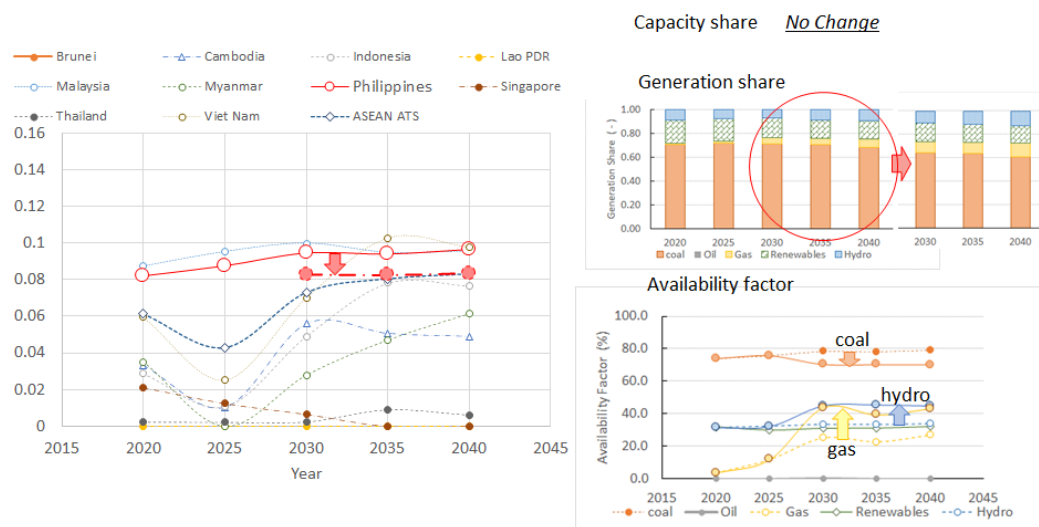 Capacity share No Change
Brunei Cambodia Indonesia Lao PDR
Malaysia Myanmar Philippines Singapore
Thailand Viet Nam ASEAN ATS
0.16
0.14
0.12
0.1
0.08
0.06
0.04
0.02
0
2015 2020 2025 2030 2035 2040 2045
Year
Generation share
Generation Share ( - )
1.00
0.80
0.60
0.40
0.20
2020 2025 2030 2035 2040
2030 2035 2040
coal Oil Gas Renewables Hydro
Availability factor
Availability Factor (%)
100.0
80.0
60.0
40.0
20.0
0.0
coal
hydro
gas
2015 2020 2025 2030 2035 2040 2045
coal Oil Gas Renewables Hydro